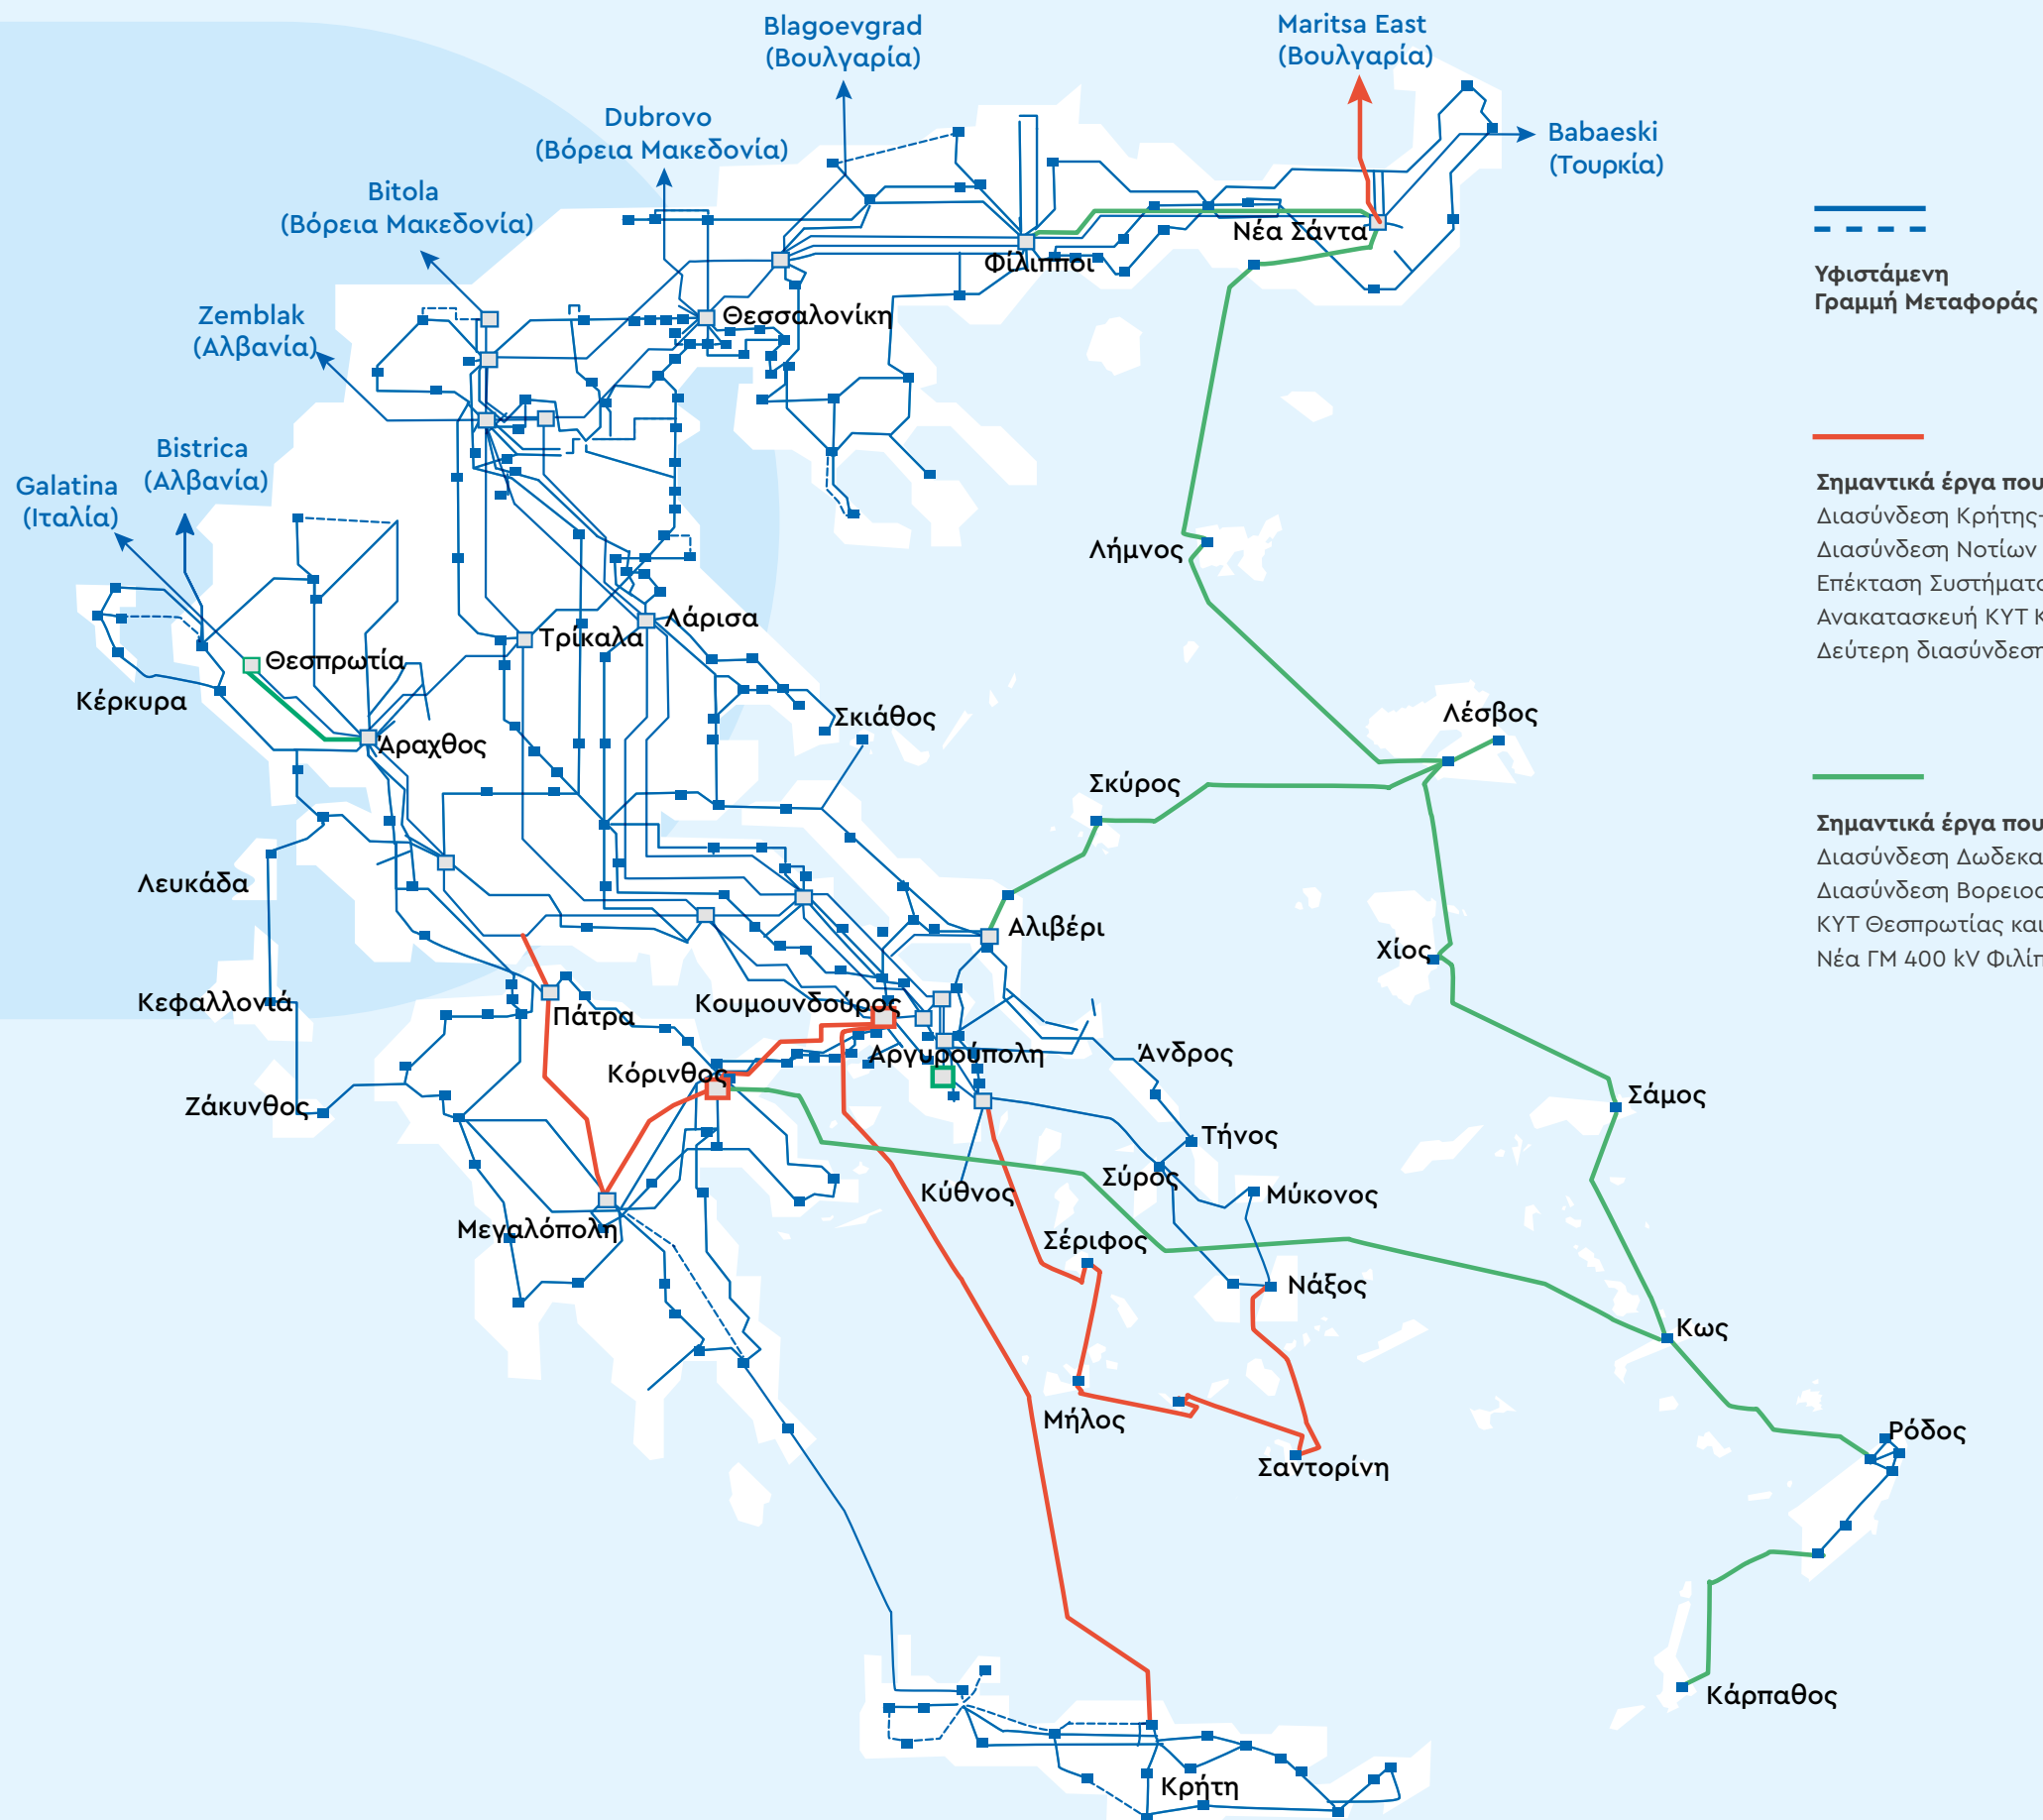 Blagoevgrad
(Βουλγαρία)
Maritsa East
(Βουλγαρία)
Dubrovo
(Βόρεια Μακεδονία)
Babaeski
(Τουρκία)
Bitola
(Βόρεια Μακεδονία)
Zemblak
(Αλβανία)
Bistrica
(Αλβανία)
Galatina
(Ιταλία)
Νέα Σάντα
Φίλιπποι
Θεσσαλονίκη
Λήμνος
Λάρισα
Τρίκαλα
Θεσπρωτία
Κέρκυρα
Άραχθος
Σκιάθος
Λέσβος
Σκύρος
Λευκάδα
Αλιβέρι
Χίος
Κεφαλλονιά
Πάτρα
Κουμουνδούρος
Αργυρούπολη
Άνδρος
Κόρινθος
Ζάκυνθος
Σάμος
Τήνος
Σύρος
Κύθνος
Μύκονος
Μεγαλόπολη
Σέριφος
Νάξος
Κως
Μήλος
Σαντορίνη
Ρόδος
Κάρπαθος
Κρήτη
Υφιστάμενη
Γραμμή Μεταφοράς
Σημαντικά έργα που
Διασύνδεση Κρήτης-
Διασύνδεση Νοτίων
Επέκταση
Ανακατασκευή ΚΥΤ
Δεύτερη διασύνδεση
Σημαντικά έργα που
Διασύνδεση
Διασύνδεση
ΚΥΤ Θεσπρωτίας και
Νέα ΓΜ 400 kV